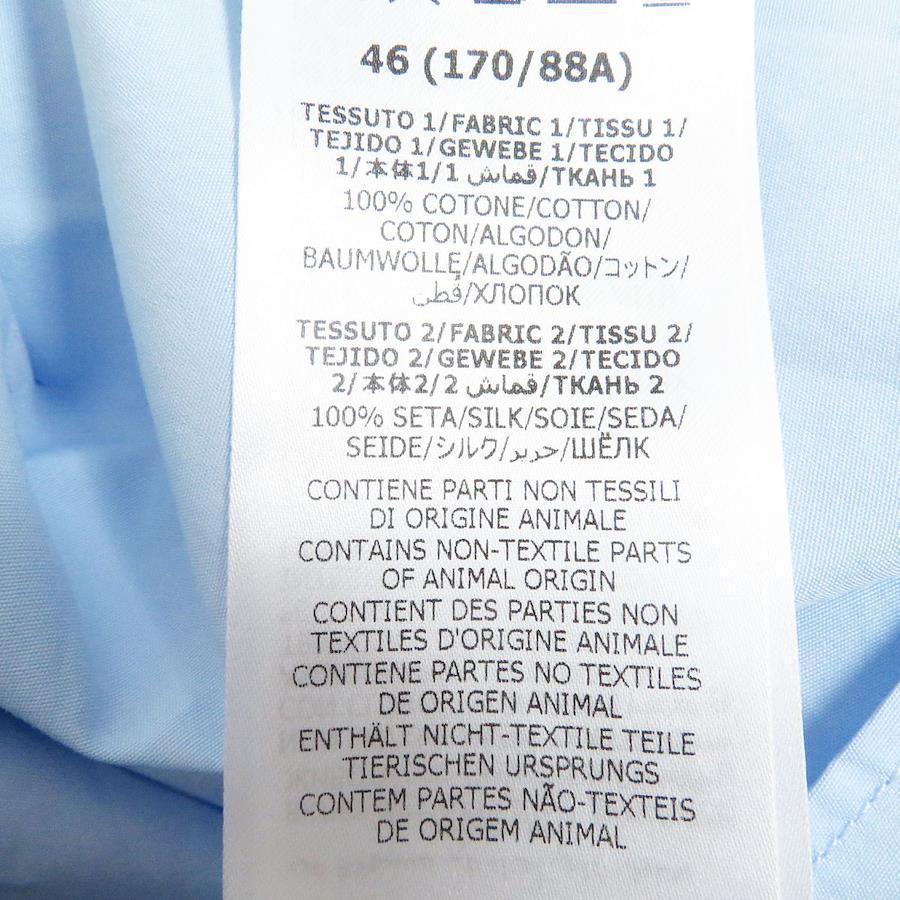 46 (170/88A)
TESSUTO 1/FABRIC 1/TISSU 1/
TEJIDO 1/GEWEBE 1/TECIDO
1/本体1/1 قماش/ТКАНЬ 1
100% COTONE/COTTON/
COTON/ALGODON/
BAUMWOLLE/ALGODÃO/コットン/
قطن/ХЛОПОК
TESSUTO 2/FABRIC 2/TISSU 2/
TEJIDO 2/GEWEBE 2/TECIDO
2/本体2/2 قماش/ТКАНЬ 2
100% SETA/SILK/SOIE/SEDA/
SEIDE/シルク/حرير/ШЁЛК
CONTIENE PARTI NON TESSILI
DI ORIGINE ANIMALE
CONTAINS NON-TEXTILE PARTS
OF ANIMAL ORIGIN
CONTIENT DES PARTIES NON
TEXTILES D'ORIGINE ANIMALE
CONTIENE PARTES NO TEXTILES
DE ORIGEN ANIMAL
ENTHÄLT NICHT-TEXTILE TEILE
TIERISCHEN URSPRUNGS
CONTEM PARTES NÃO-TEXTEIS
DE ORIGEM ANIMAL